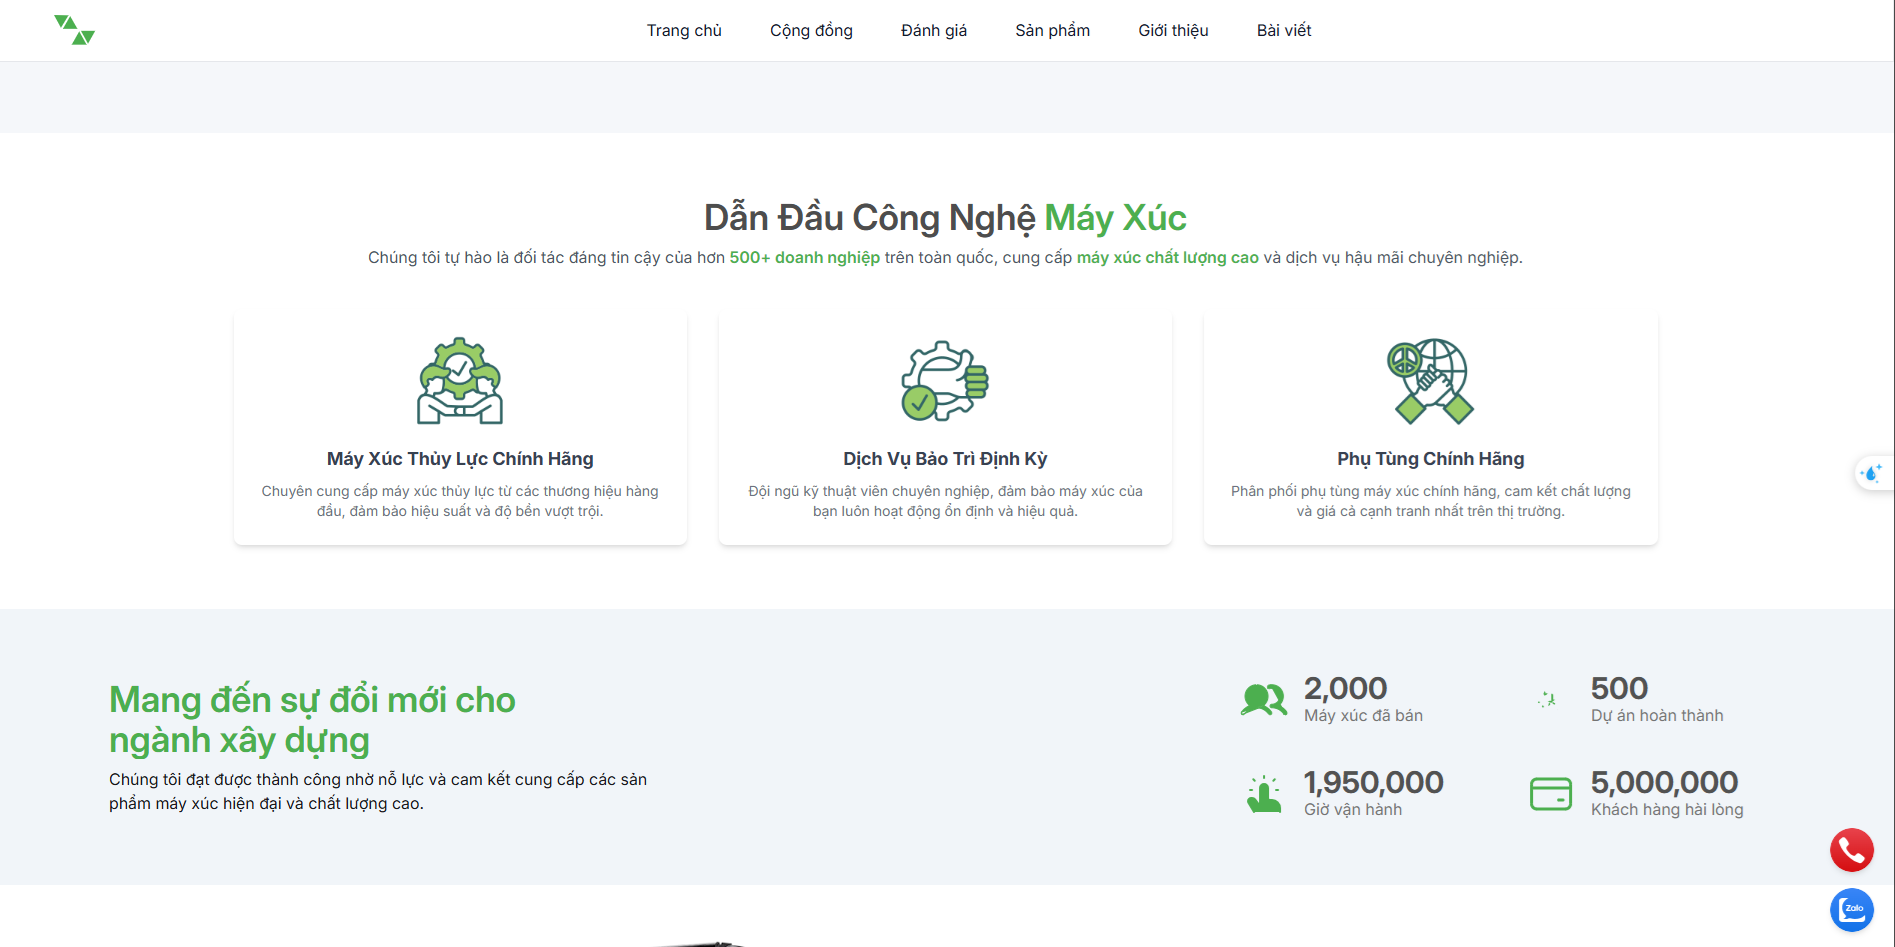 Trang chủ
Cộng đồng
Đánh giá
Sản phẩm
Giới thiệu
Bài viết
Dẫn Đầu Công Nghệ Máy Xúc
Chúng tôi tự hào là đối tác đáng tin cậy của hơn 500+ doanh nghiệp trên toàn quốc, cung cấp máy xúc chất lượng cao và dịch vụ hậu mãi chuyên nghiệp.
Máy Xúc Thủy Lực Chính Hãng
Chuyên cung cấp máy xúc thủy lực từ các thương hiệu hàng
đầu, đảm bảo hiệu suất và độ bền vượt trội.
Dịch Vụ Bảo Trì Định Kỳ
Đội ngũ kỹ thuật viên chuyên nghiệp, đảm bảo máy xúc của
bạn luôn hoạt động ổn định và hiệu quả.
Phụ Tùng Chính Hãng
Phân phối phụ tùng máy xúc chính hãng, cam kết chất lượng
và giá cả cạnh tranh nhất trên thị trường.
Mang đến sự đổi mới cho
ngành xây dựng
Chúng tôi đạt được thành công nhờ nỗ lực và cam kết cung cấp các sản
phẩm máy xúc hiện đại và chất lượng cao.
2,000
Máy xúc đã bán
500
Dự án hoàn thành
1,950,000
Giờ vận hành
5,000,000
Khách hàng hài lòng
Zalo